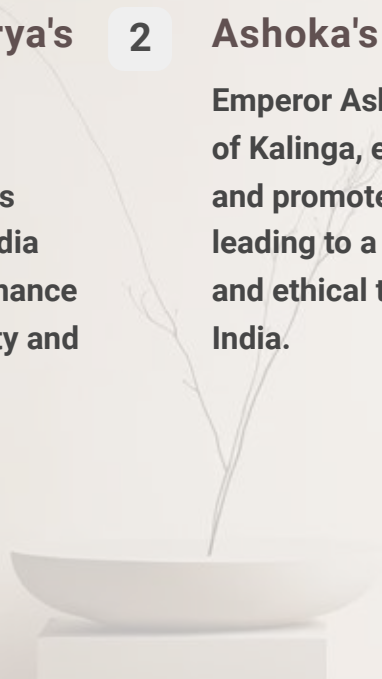 rya's
s
dia
nance
ty and
2
Ashoka's
Emperor Ash
of Kalinga, e
and promote
leading to a
and ethical t
India.